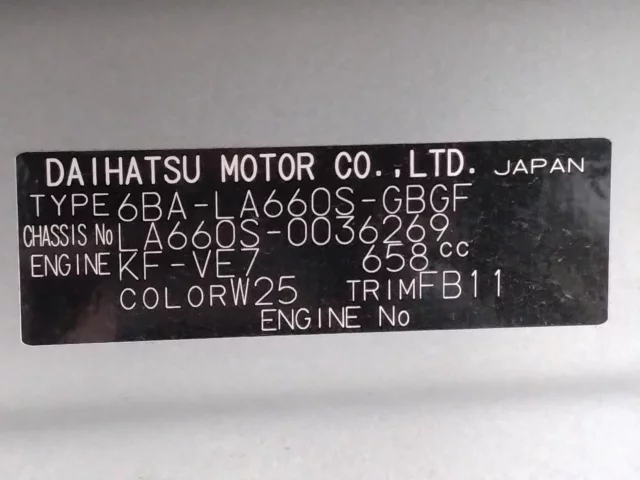 DAIHATSU MOTOR CO.,LTD. JAPAN
TYPE 6BA-LA660S-GBGF
CHASSIS No LA660S-0036269
ENGINE KF-VE7 658cc
COLOR W25 TRIM FB11
ENGINE No